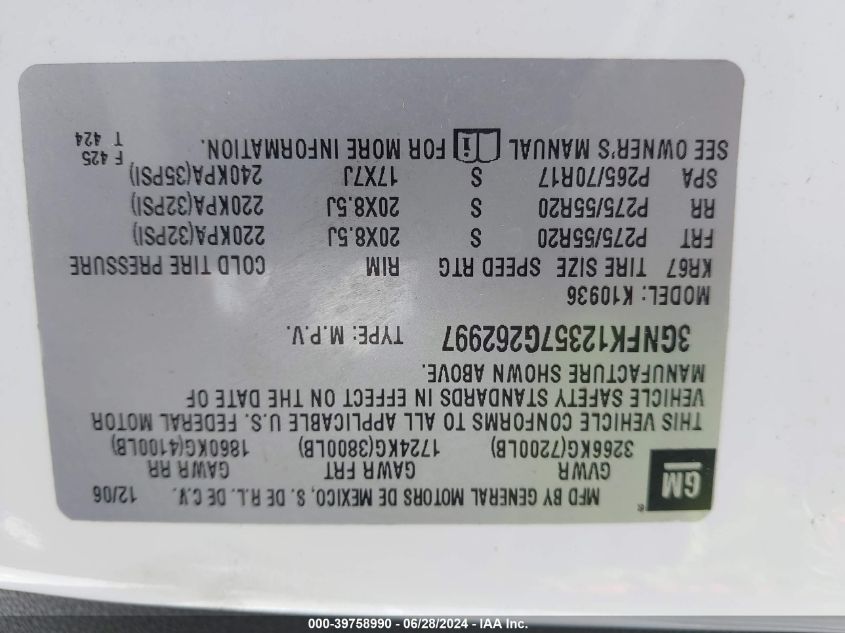 MFD BY GENERAL MOTORS DE MEXICO, S. DE R.L. DE C.V. 12/06
GM
GVWR GAWR FRT GAWR RR
3266KG(7200LB) 1724KG(3800LB) 1860KG(4100LB)
THIS VEHICLE CONFORMS TO ALL APPLICABLE U.S. FEDERAL MOTOR
VEHICLE SAFETY STANDARDS IN EFFECT ON THE DATE OF
MANUFACTURE SHOWN ABOVE.
3GNFK12357G262997 TYPE: M.P.V.
MODEL: K10936
KR67 TIRE SIZE SPEED RTG RIM COLD TIRE PRESSURE
FRT P275/55R20 S 20X8.5J 220KPA(32PSI)
RR P275/55R20 S 20X8.5J 220KPA(32PSI)
SPA P265/70R17 S 17X7J 240KPA(35PSI)
SEE OWNER'S MANUAL i FOR MORE INFORMATION.
F 425
T 424
000-39758990 - 06/28/2024 - IAA Inc.